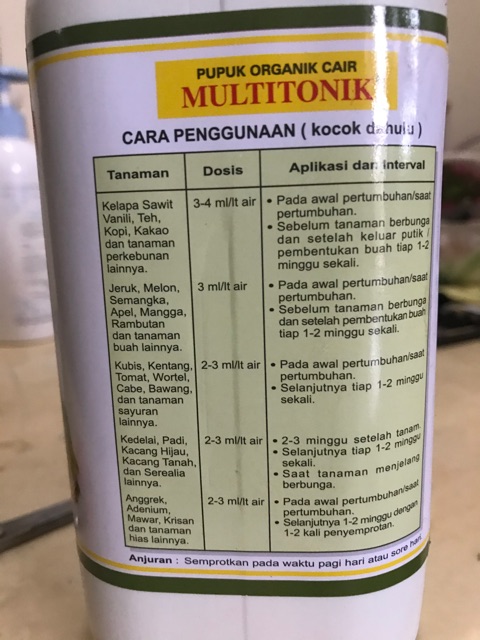 PUPUK ORGANIK CAIR
MULTITONIK
CARA PENGGUNAAN ( kocok dahulu )
Tanaman
Dosis
Aplikasi dan Interval
Kelapa Sawit
Vanili, Teh,
Kopi, Kakao
dan tanaman
perkebunan
lainnya.
3-4 ml/lt air
• Pada awal pertumbuhan/saat
pertumbuhan.
• Sebelum tanaman berbunga
dan setelah keluar putik /
pembentukan buah tiap 1-2
minggu sekali.
Jeruk, Melon,
Semangka,
Apel, Mangga,
Rambutan
dan tanaman
buah lainnya.
3 ml/lt air
• Pada awal pertumbuhan/saat
pertumbuhan.
• Sebelum tanaman berbunga
dan setelah pembentukan buah
tiap 1-2 minggu sekali.
Kubis, Kentang,
Tomat, Wortel,
Cabe, Bawang,
dan tanaman
sayuran
lainnya.
2-3 ml/lt air
• Pada awal pertumbuhan/saat
pertumbuhan.
• Selanjutnya tiap 1-2 minggu
sekali.
Kedelai, Padi,
Kacang Hijau,
Kacang Tanah,
dan Serealia
lainnya.
2-3 ml/lt air
• 2-3 minggu setelah tanam.
• Selanjutnya tiap 1-2 minggu
sekali.
• Saat tanaman menjelang
berbunga.
Anggrek,
Adenium,
Mawar, Krisan
dan tanaman
hias lainnya.
2-3 ml/lt air
• Pada awal pertumbuhan/saat
pertumbuhan.
• Selanjutnya 1-2 minggu dengan
1-2 kali penyemprotan.
Anjuran : Semprotkan pada waktu pagi hari atau sore hari